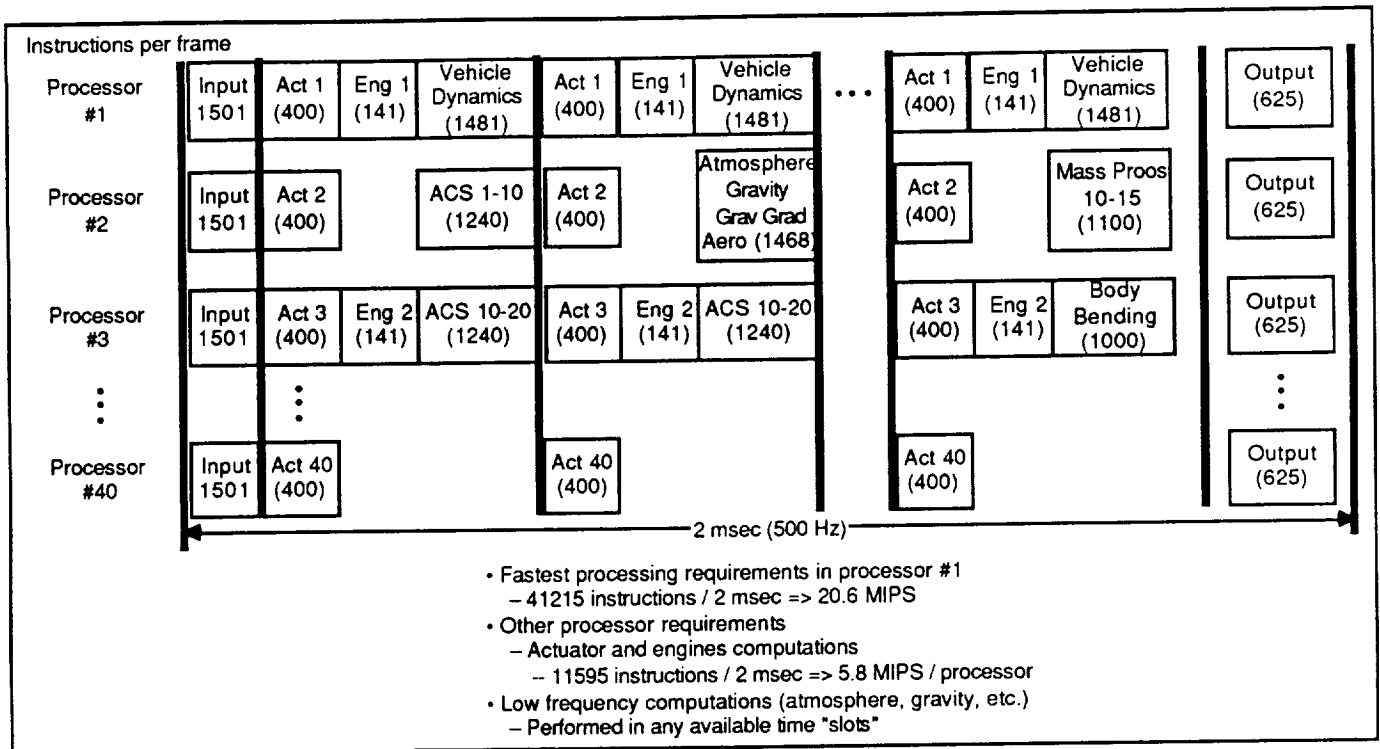 Instructions per frame
Processor
#1
Input
1501
Act 1
(400)
Eng 1
(141)
Vehicle
Dynamics
(1481)
Act 1
(400)
Eng 1
(141)
Vehicle
Dynamics
(1481)
• • •
Act 1
(400)
Eng 1
(141)
Vehicle
Dynamics
(1481)
Output
(625)
Processor
#2
Input
1501
Act 2
(400)
ACS 1-10
(1240)
Act 2
(400)
Atmosphere
Gravity
Grav Grad
Aero (1468)
Act 2
(400)
Mass Proos
10-15
(1100)
Output
(625)
Processor
#3
Input
1501
Act 3
(400)
Eng 2
(141)
ACS 10-20
(1240)
Act 3
(400)
Eng 2
(141)
ACS 10-20
(1240)
Act 3
(400)
Eng 2
(141)
Body
Bending
(1000)
Output
(625)
Processor
#40
Input
1501
Act 40
(400)
Act 40
(400)
Act 40
(400)
Output
(625)
2 msec (500 Hz)
• Fastest processing requirements in processor #1
– 41215 instructions / 2 msec => 20.6 MIPS
• Other processor requirements
– Actuator and engines computations
-- 11595 instructions / 2 msec => 5.8 MIPS / processor
• Low frequency computations (atmosphere, gravity, etc.)
– Performed in any available time "slots"